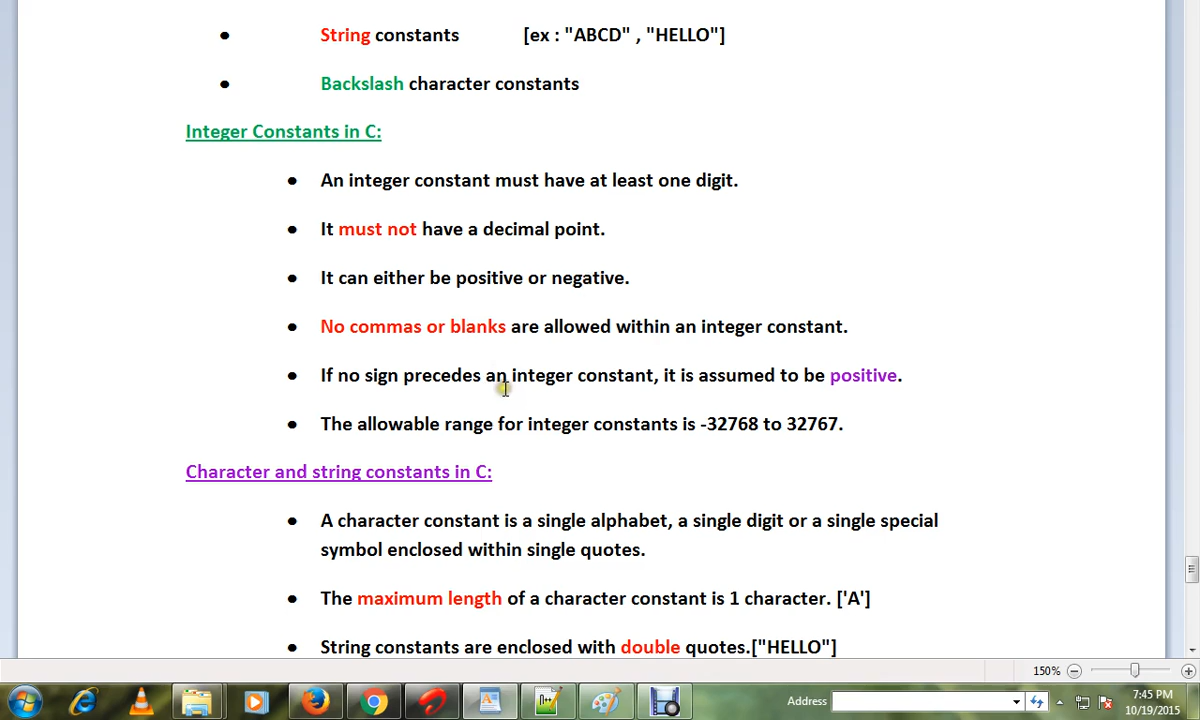 • String constants [ex : "ABCD" , "HELLO"]
• Backslash character constants
Integer Constants in C:
• An integer constant must have at least one digit.
• It must not have a decimal point.
• It can either be positive or negative.
• No commas or blanks are allowed within an integer constant.
• If no sign precedes an integer constant, it is assumed to be positive.
• The allowable range for integer constants is -32768 to 32767.
Character and string constants in C:
• A character constant is a single alphabet, a single digit or a single special
symbol enclosed within single quotes.
• The maximum length of a character constant is 1 character. ['A']
• String constants are enclosed with double quotes.["HELLO"]
150%
Address
7:45 PM
10/19/2015